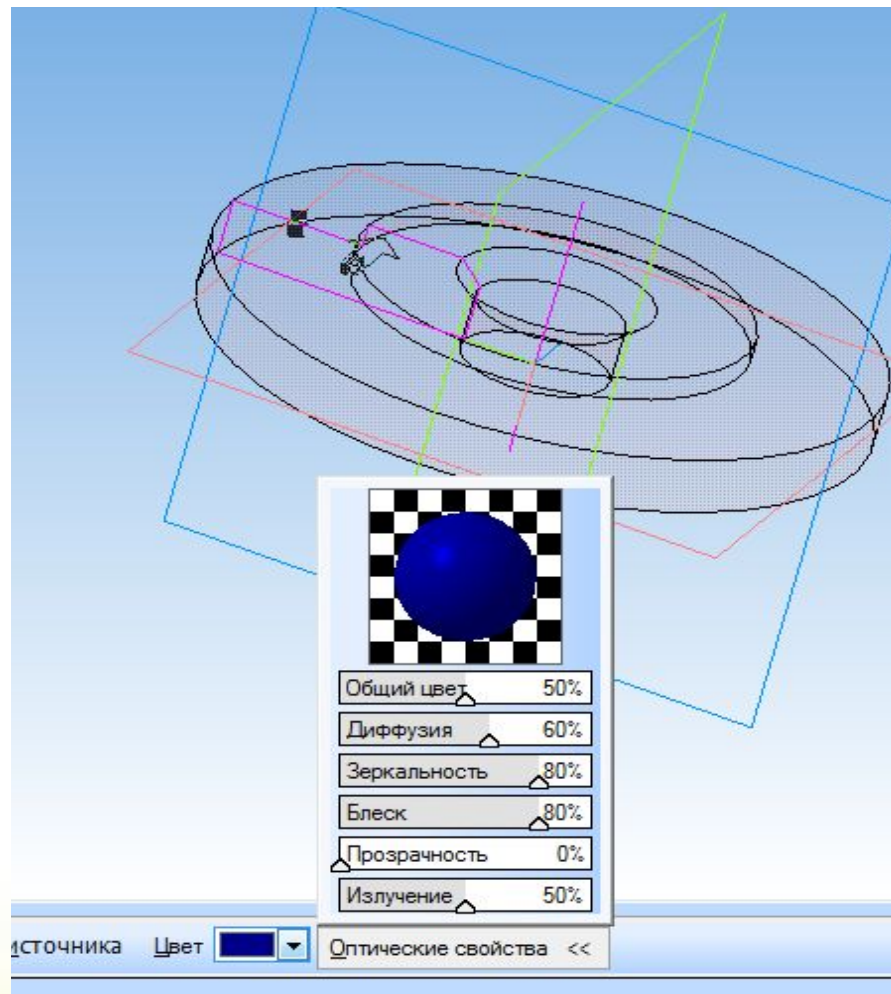 Общий цвет 50%
Диффузия 60%
Зеркальность 80%
Блеск 80%
Прозрачность 0%
Излучение 50%
источника Цвет Оптические свойства <<